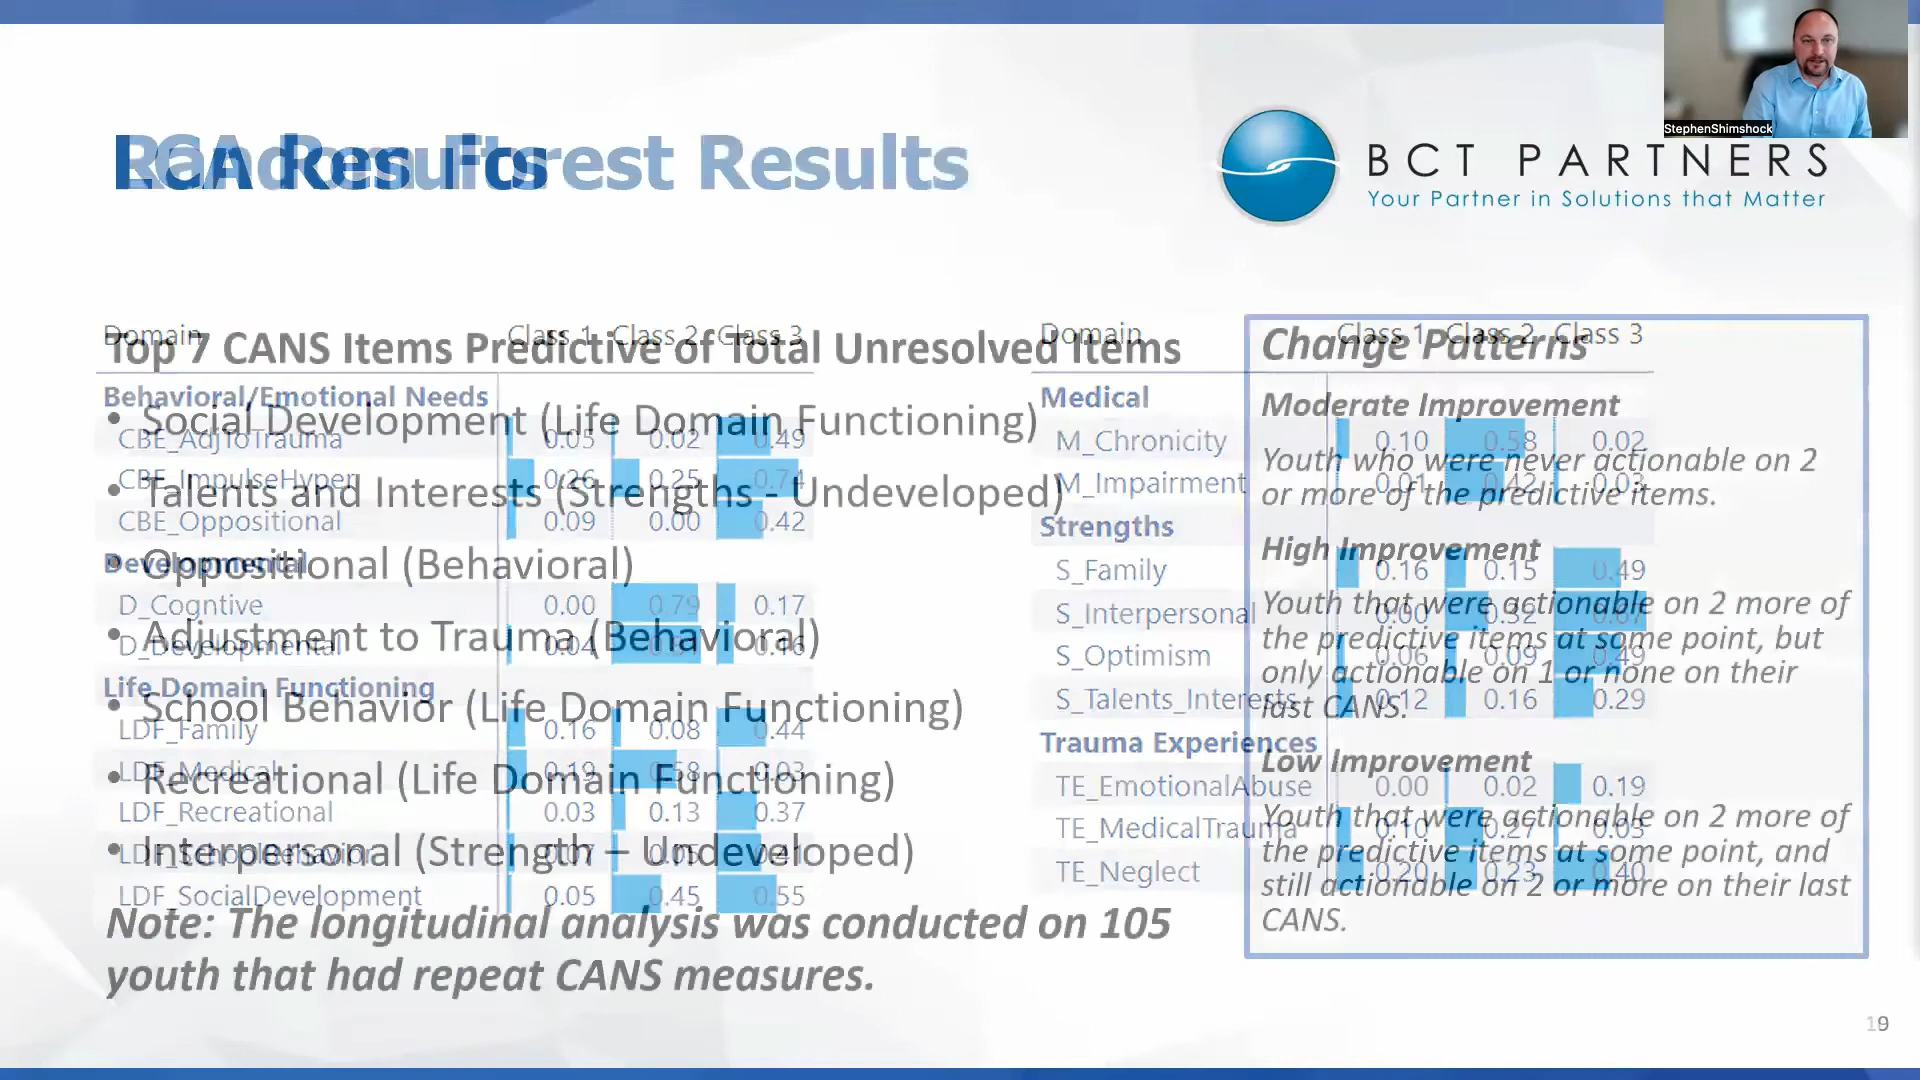 StephenShimshock
LCA Results
Random Forest Results
BCT PARTNERS
Your Partner in Solutions that Matter
Top 7 CANS Items Predictive of Total Unresolved Items
• Social Development (Life Domain Functioning)
• Talents and Interests (Strengths - Undeveloped)
• Oppositional (Behavioral)
• Adjustment to Trauma (Behavioral)
• School Behavior (Life Domain Functioning)
• Recreational (Life Domain Functioning)
• Interpersonal (Strength – Undeveloped)
Note: The longitudinal analysis was conducted on 105
youth that had repeat CANS measures.
Change Patterns
Moderate Improvement
Youth who were never actionable on 2
or more of the predictive items.
High Improvement
Youth that were actionable on 2 more of
the predictive items at some point, but
only actionable on 1 or none on their
last CANS.
Low Improvement
Youth that were actionable on 2 more of
the predictive items at some point, and
still actionable on 2 or more on their last
CANS.
Domain Class 1 Class 2 Class 3
Behavioral/Emotional Needs
CBE_AdjToTrauma 0.05 0.02 0.49
CBE_ImpulseHyper 0.26 0.25 0.74
CBE_Oppositional 0.09 0.00 0.42
Developmental
D_Cogntive 0.00 0.79 0.17
D_Developmental 0.04 0.16
Life Domain Functioning
LDF_Family 0.16 0.08 0.44
LDF_Medical 0.19 0.58 0.03
LDF_Recreational 0.03 0.13 0.37
LDF_SchoolBehavior 0.07 0.05
LDF_SocialDevelopment 0.05 0.45 0.55
Domain Class 1 Class 2 Class 3
Medical
M_Chronicity 0.10 0.58 0.02
M_Impairment 0.01 0.42 0.03
Strengths
S_Family 0.16 0.15 0.49
S_Interpersonal 0.00 0.32 0.67
S_Optimism 0.06 0.09 0.49
S_Talents_Interests 0.12 0.16 0.29
Trauma Experiences
TE_EmotionalAbuse 0.00 0.02 0.19
TE_MedicalTrauma 0.10 0.27 0.03
TE_Neglect 0.20 0.23 0.40
19